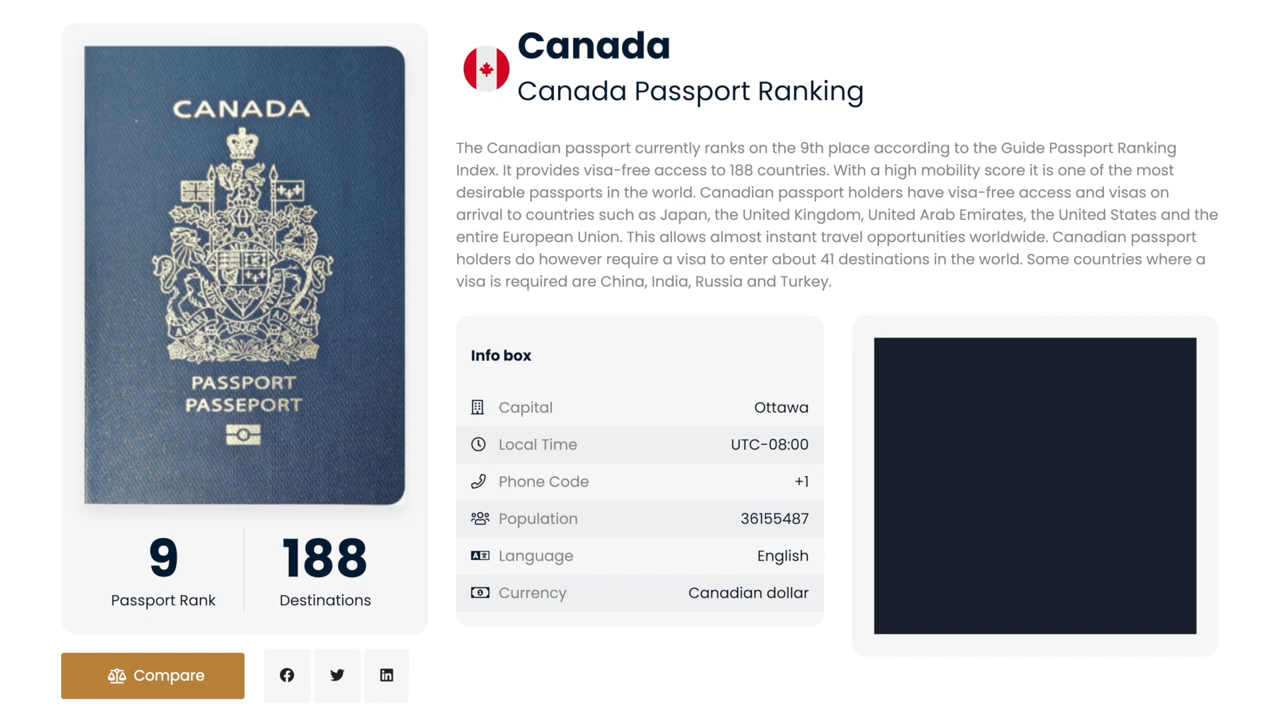 CANADA
A MARI
USQUE
AD MARE
PASSPORT
PASSEPORT
9
Passport Rank
188
Destinations
Compare
Canada
Canada Passport Ranking
The Canadian passport currently ranks on the 9th place according to the Guide Passport Ranking
Index. It provides visa-free access to 188 countries. With a high mobility score it is one of the most
desirable passports in the world. Canadian passport holders have visa-free access and visas on
arrival to countries such as Japan, the United Kingdom, United Arab Emirates, the United States and the
entire European Union. This allows almost instant travel opportunities worldwide. Canadian passport
holders do however require a visa to enter about 41 destinations in the world. Some countries where a
visa is required are China, India, Russia and Turkey.
Info box
Capital Ottawa
Local Time UTC-08:00
Phone Code +1
Population 36155487
Language English
Currency Canadian dollar